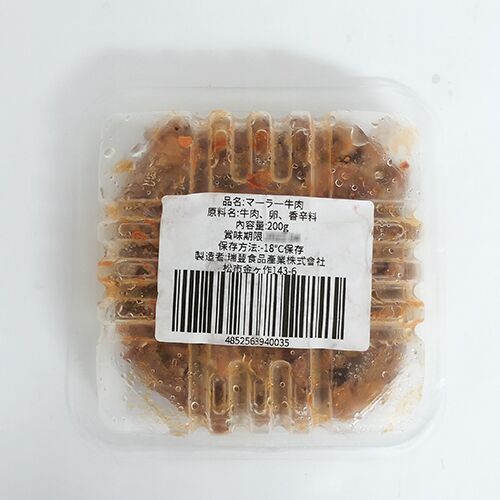 品名:マーラー牛肉
原料名:牛肉、卵、香辛料
内容量:200g
賞味期限
保存方法:-18°C保存
製造者:瑞豐食品產業株式會社
松市金ヶ作143-6
4852563940035